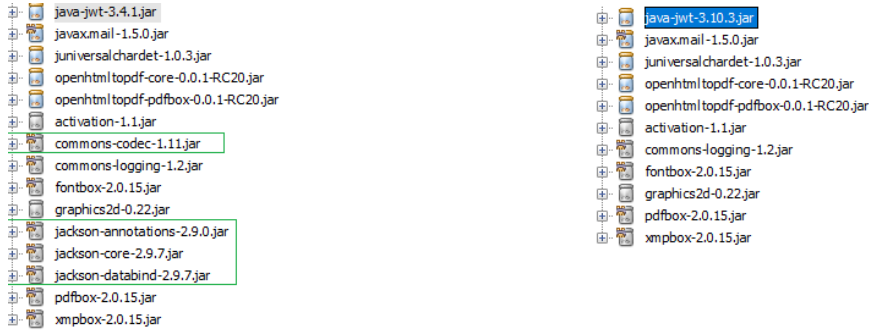 java-jwt-3.4.1.jar
javax.mail-1.5.0.jar
juniversalchardet-1.0.3.jar
openhtmltopdf-core-0.0.1-RC20.jar
openhtmltopdf-pdfbox-0.0.1-RC20.jar
activation-1.1.jar
commons-codec-1.11.jar
commons-logging-1.2.jar
fontbox-2.0.15.jar
graphics2d-0.22.jar
jackson-annotations-2.9.0.jar
jackson-core-2.9.7.jar
jackson-databind-2.9.7.jar
pdfbox-2.0.15.jar
xmpbox-2.0.15.jar
java-jwt-3.10.3.jar
javax.mail-1.5.0.jar
juniversalchardet-1.0.3.jar
openhtmltopdf-core-0.0.1-RC20.jar
openhtmltopdf-pdfbox-0.0.1-RC20.jar
activation-1.1.jar
commons-logging-1.2.jar
fontbox-2.0.15.jar
graphics2d-0.22.jar
pdfbox-2.0.15.jar
xmpbox-2.0.15.jar